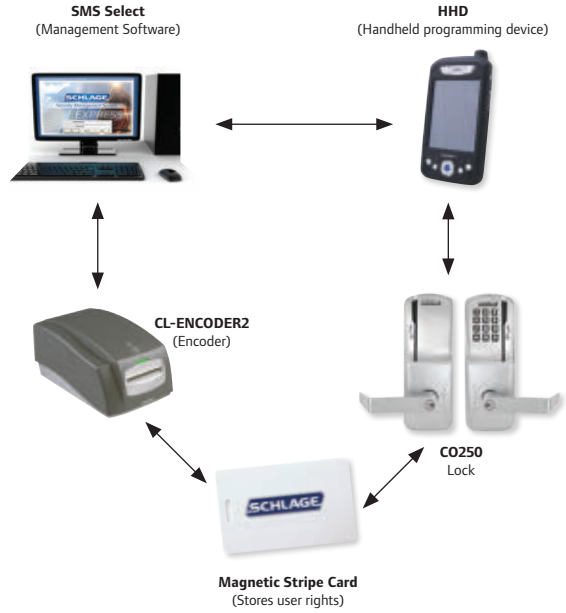 SMS Select
(Management Software)
HHD
(Handheld programming device)
SCHLAGE
EXPRESS
CL-ENCODER2
(Encoder)
CO250
Lock
SCHLAGE
Magnetic Stripe Card
(Stores user rights)